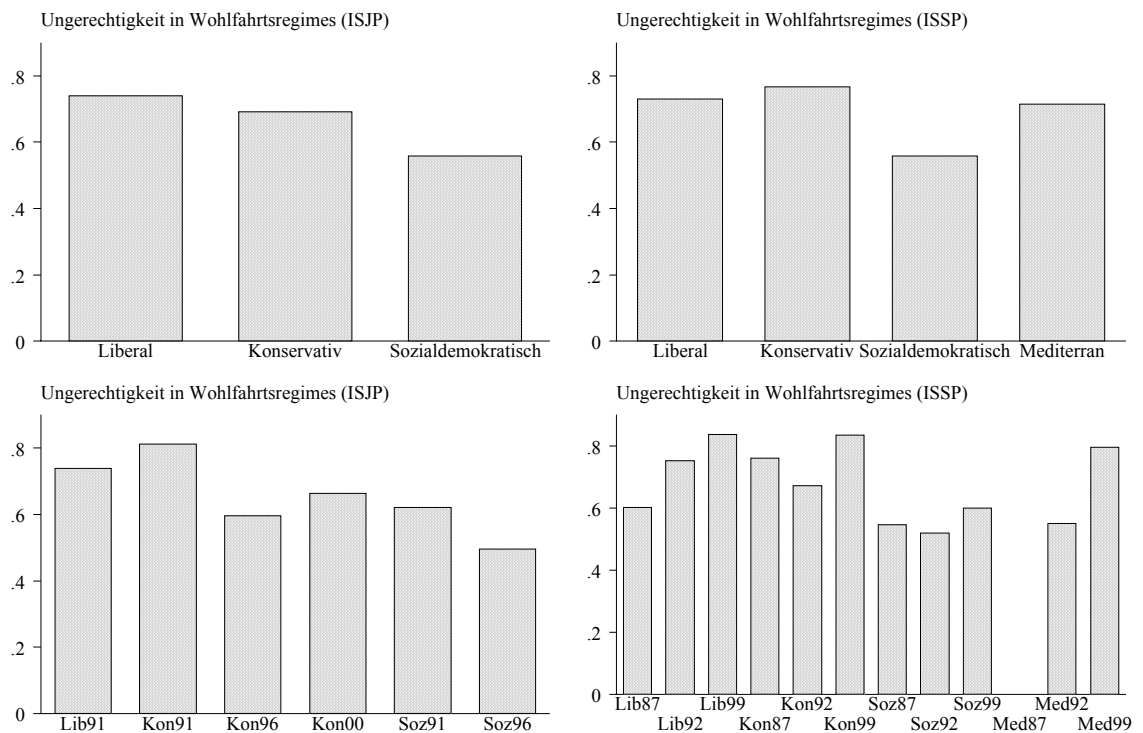 Ungerechtigkeit in Wohlfahrtsregimes (ISJP)
.8
.6
.4
.2
0
Liberal Konservativ Sozialdemokratisch
Ungerechtigkeit in Wohlfahrtsregimes (ISSP)
.8
.6
.4
.2
0
Liberal Konservativ Sozialdemokratisch Mediterran
Ungerechtigkeit in Wohlfahrtsregimes (ISJP)
.8
.6
.4
.2
0
Lib91 Kon91 Kon96 Kon00 Soz91 Soz96
Ungerechtigkeit in Wohlfahrtsregimes (ISSP)
.8
.6
.4
.2
0
Lib87 Lib99 Kon92 Soz87 Soz99 Med92
Lib92 Kon87 Kon99 Soz92 Med87 Med99